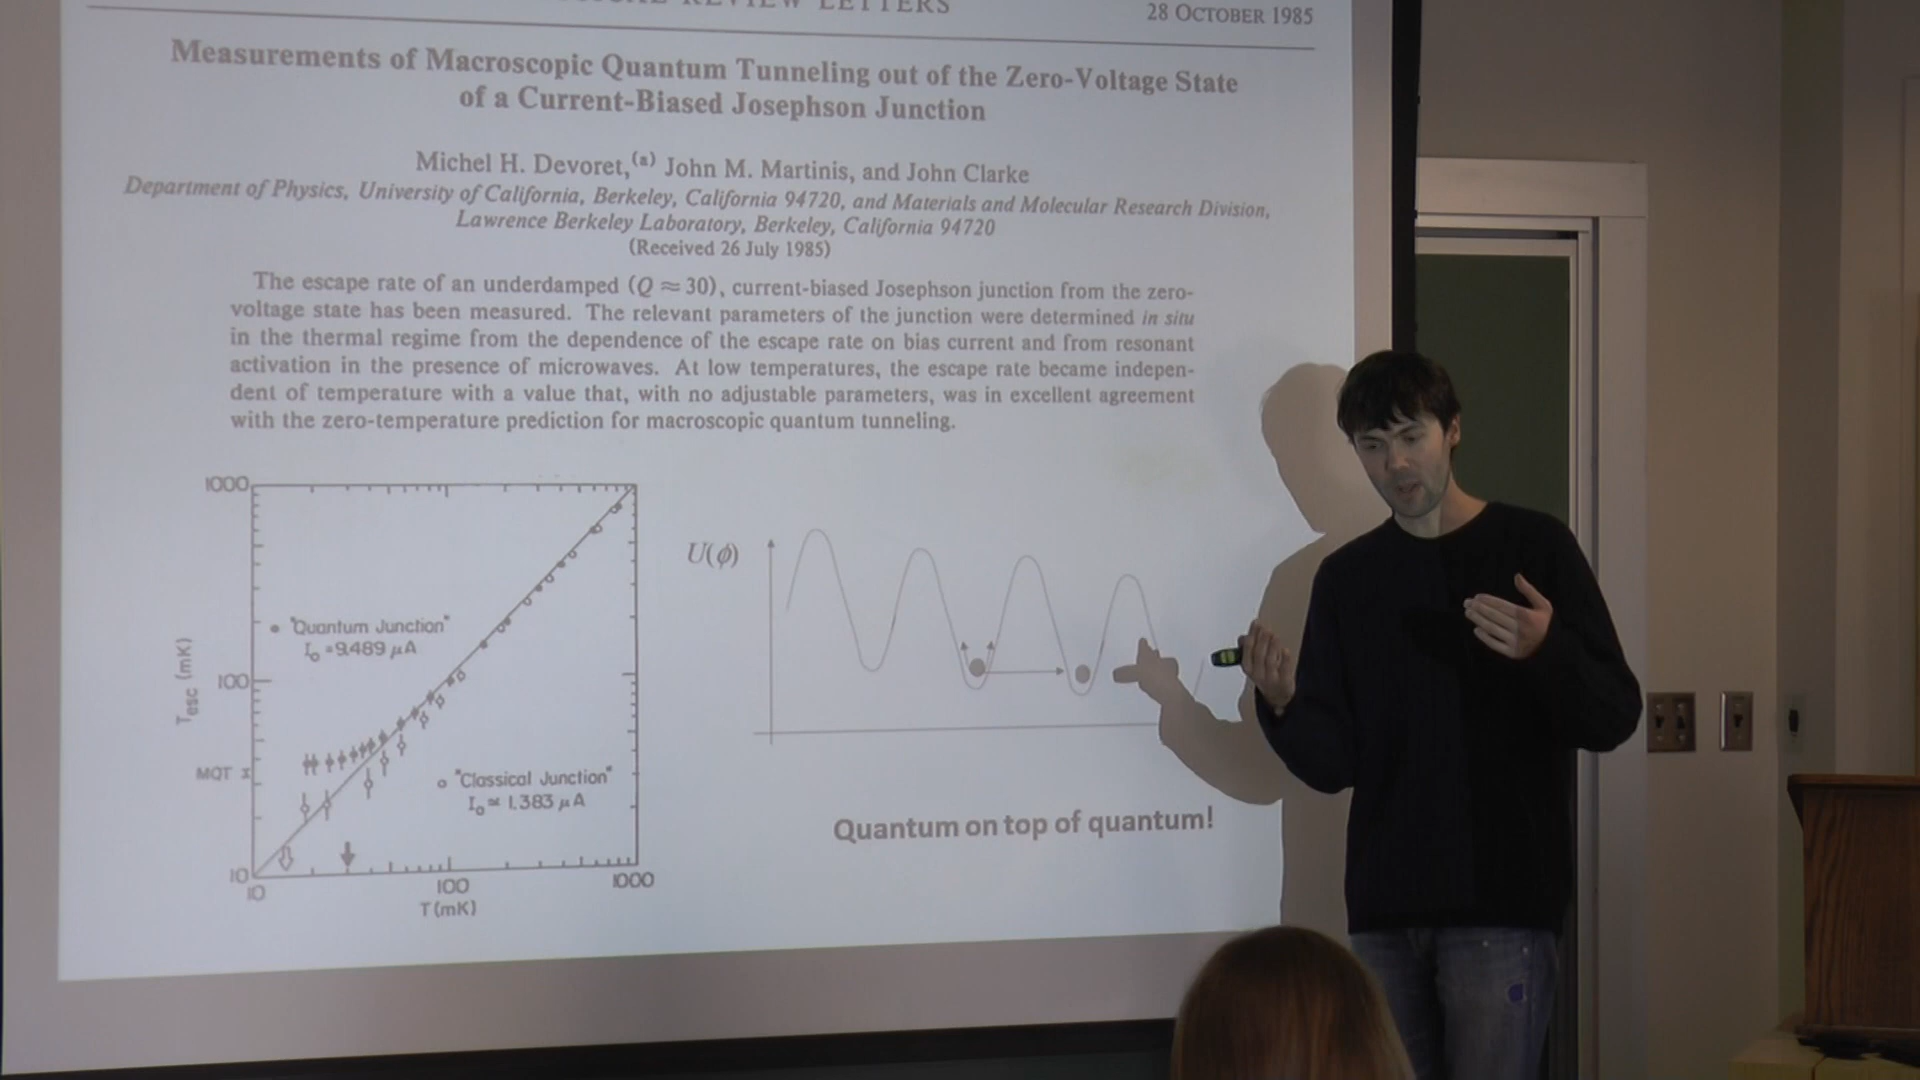 REVIEW LETTERS
28 OCTOBER 1985
Measurements of Macroscopic Quantum Tunneling out of the Zero-Voltage State
of a Current-Biased Josephson Junction
Michel H. Devoret,(a) John M. Martinis, and John Clarke
Department of Physics, University of California, Berkeley, California 94720, and Materials and Molecular Research Division,
Lawrence Berkeley Laboratory, Berkeley, California 94720
(Received 26 July 1985)
The escape rate of an underdamped (Q ≈ 30), current-biased Josephson junction from the zero-
voltage state has been measured. The relevant parameters of the junction were determined in situ
in the thermal regime from the dependence of the escape rate on bias current and from resonant
activation in the presence of microwaves. At low temperatures, the escape rate became indepen-
dent of temperature with a value that, with no adjustable parameters, was in excellent agreement
with the zero-temperature prediction for macroscopic quantum tunneling.
1000
"Quantum Junction"
I₀ = 9.489 μA
Tesc (mK)
100
MQT
"Classical Junction"
I₀ = 1.383 μA
10
10
100
1000
T (mK)
U(ϕ)
Quantum on top of quantum!